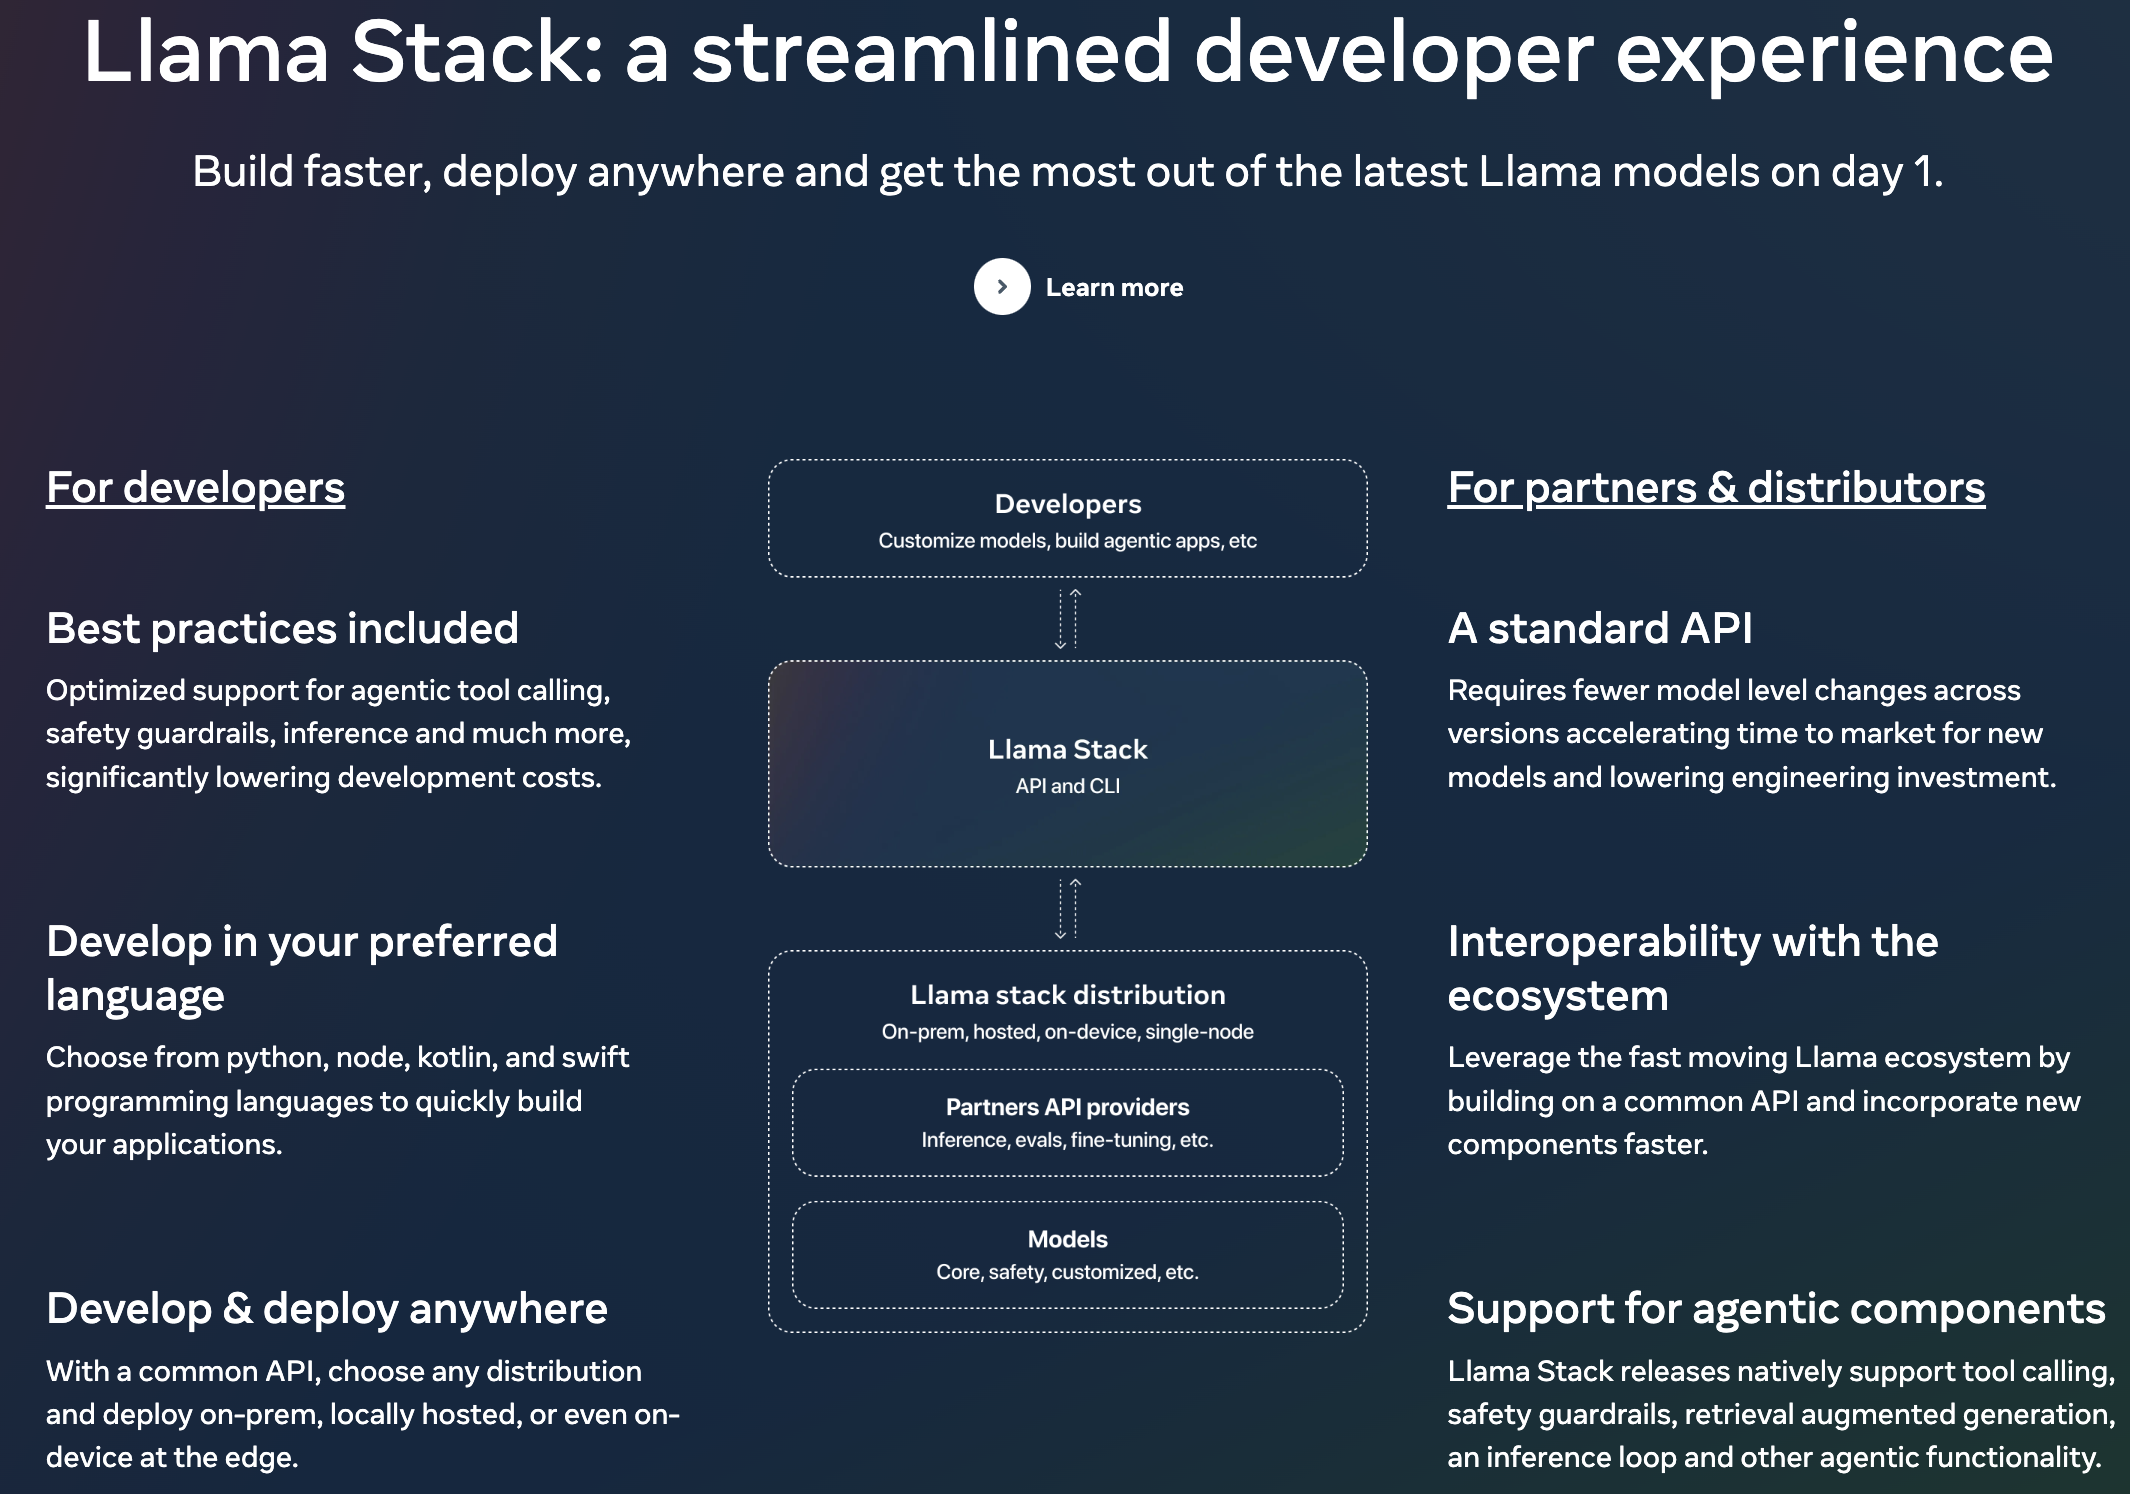 Llama Stack: a streamlined developer experience
Build faster, deploy anywhere and get the most out of the latest Llama models on day 1.
Learn more
For developers
Best practices included
Optimized support for agentic tool calling,
safety guardrails, inference and much more,
significantly lowering development costs.
Develop in your preferred
language
Choose from python, node, kotlin, and swift
programming languages to quickly build
your applications.
Develop & deploy anywhere
With a common API, choose any distribution
and deploy on-prem, locally hosted, or even on-
device at the edge.
Developers
Customize models, build agentic apps, etc
Llama Stack
API and CLI
Llama stack distribution
On-prem, hosted, on-device, single-node
Partners API providers
Inference, evals, fine-tuning, etc.
Models
Core, safety, customized, etc.
For partners & distributors
A standard API
Requires fewer model level changes across
versions accelerating time to market for new
models and lowering engineering investment.
Interoperability with the
ecosystem
Leverage the fast moving Llama ecosystem by
building on a common API and incorporate new
components faster.
Support for agentic components
Llama Stack releases natively support tool calling,
safety guardrails, retrieval augmented generation,
an inference loop and other agentic functionality.